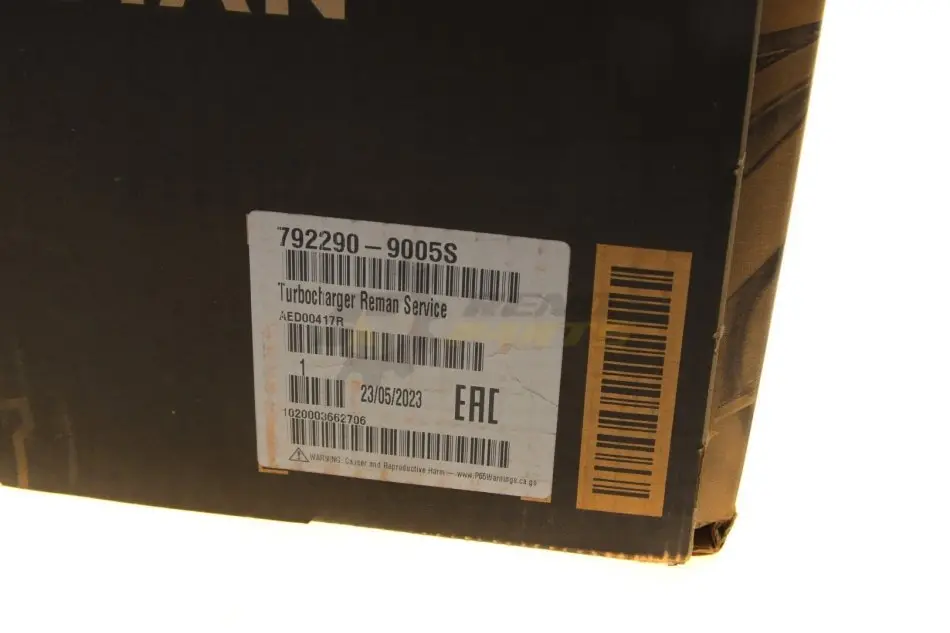 792290-9005S
Turbocharger Reman Service
AED00417R
1
23/05/2023
EAC
1020003662706
WARNING: Cancer and Reproductive Harm — www.P65Warnings.ca.gov